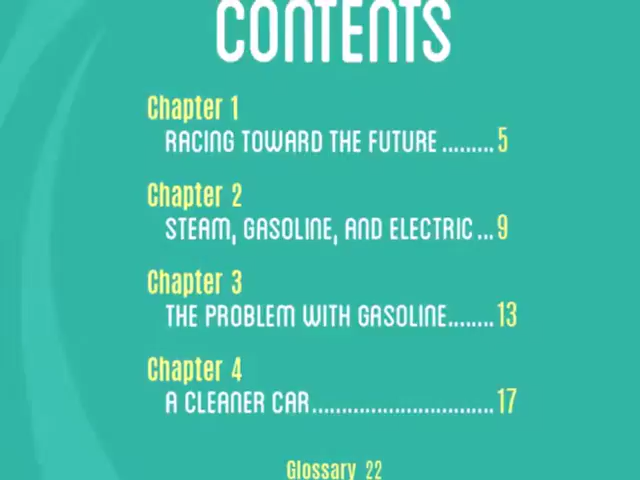 CONTENTS
Chapter 1
RACING TOWARD THE FUTURE.........5
Chapter 2
STEAM, GASOLINE, AND ELECTRIC...9
Chapter 3
THE PROBLEM WITH GASOLINE........13
Chapter 4
A CLEANER CAR...............................17
Glossary 22